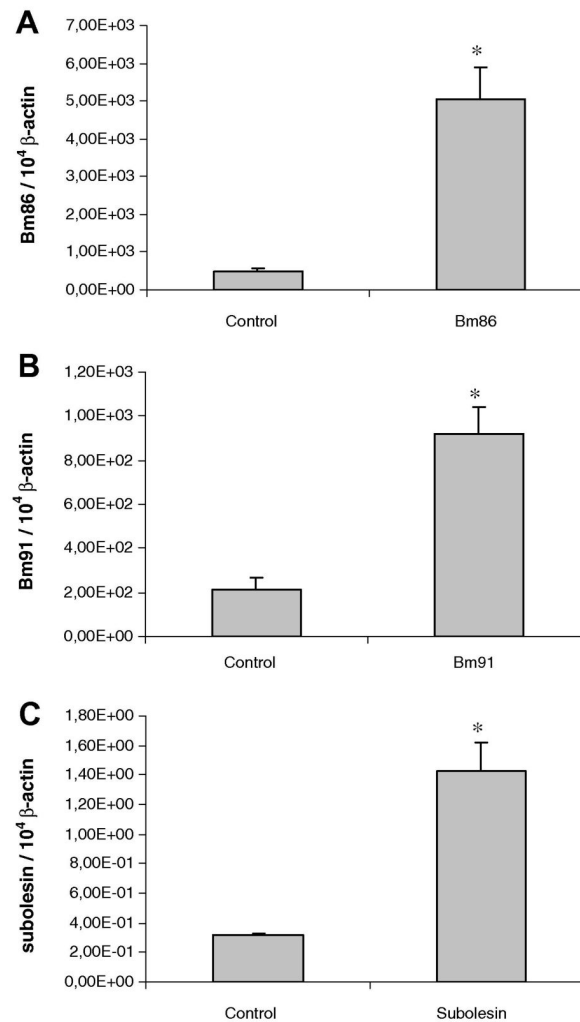 A
Bm86 / 10⁴ β-actin
7,00E+03
6,00E+03
5,00E+03
4,00E+03
3,00E+03
2,00E+03
1,00E+03
0,00E+00
*
Control Bm86
B
Bm91 / 10⁴ β-actin
1,20E+03
1,00E+03
8,00E+02
6,00E+02
4,00E+02
2,00E+02
0,00E+00
*
Control Bm91
C
subolesin / 10⁴ β-actin
1,80E+00
1,60E+00
1,40E+00
1,20E+00
1,00E+00
8,00E-01
6,00E-01
4,00E-01
2,00E-01
0,00E+00
*
Control Subolesin